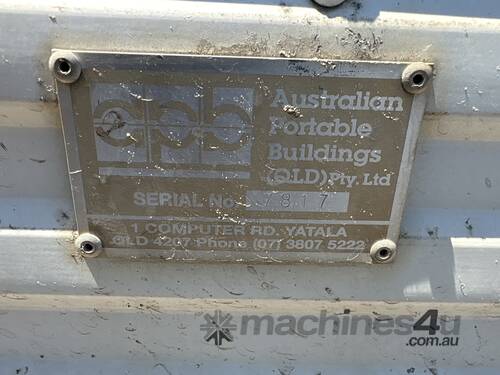 apb
Australian
Portable
Buildings
(QLD) Pty. Ltd
SERIAL No. 7817
1 COMPUTER RD. YATALA
QLD 4207 Phone (07) 3807 5222
machines4u
.com.au